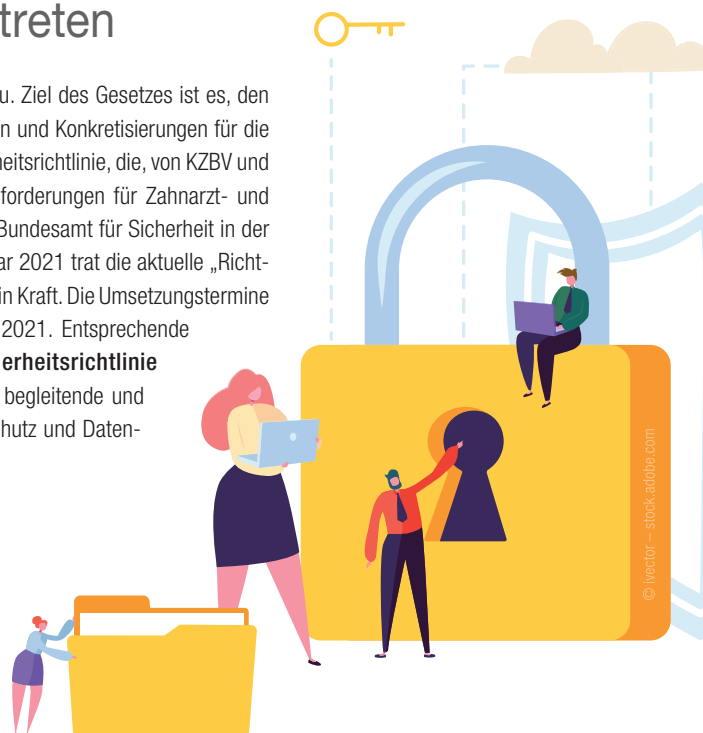 treten
u. Ziel des Gesetzes ist es, den
n und Konkretisierungen für die
heitsrichtlinie, die, von KZBV und
forderungen für Zahnarzt- und
Bundesamt für Sicherheit in der
ar 2021 trat die aktuelle „Richt-
in Kraft. Die Umsetzungstermine
2021. Entsprechende
erheitsrichtlinie
begleitende und
hutz und Daten-
© ivector – stock.adobe.com